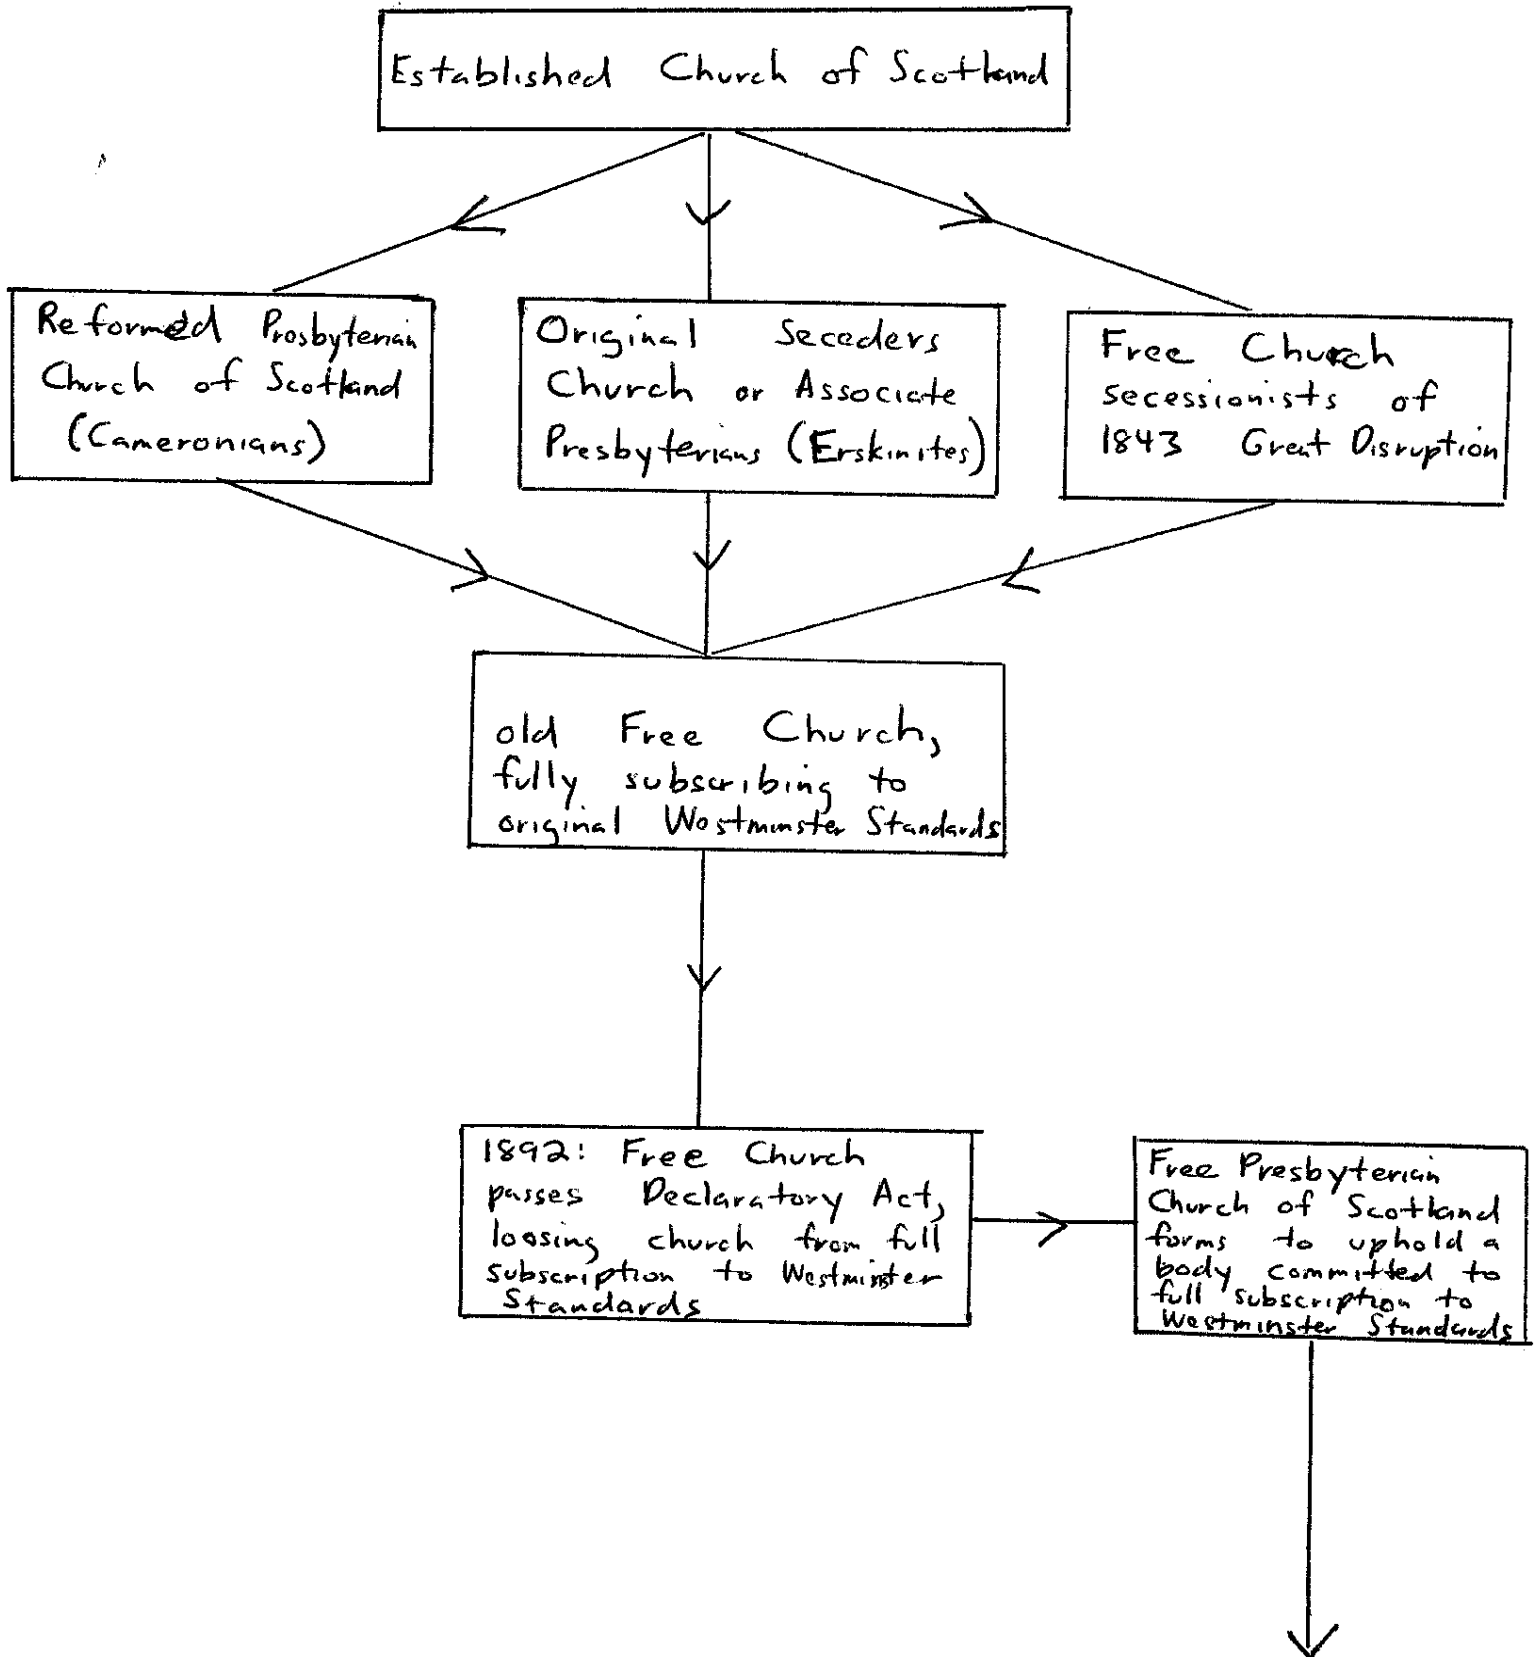 Established Church of Scotland
Reformed Prosbyterian
Church of Scotland
(Cameronians)
Original Seceders
Church or Associate
Presbyterians (Erskinites)
Free Church
secessionists of
1843 Great Disruption
old Free Church,
fully subscribing to
original Westminster Standards
1892: Free Church
passes Declaratory Act,
loosing church from full
subscription to Westminster
Standards
Free Presbyterian
Church of Scotland
forms to uphold a
body committed to
full subscription to
Westminster Standards